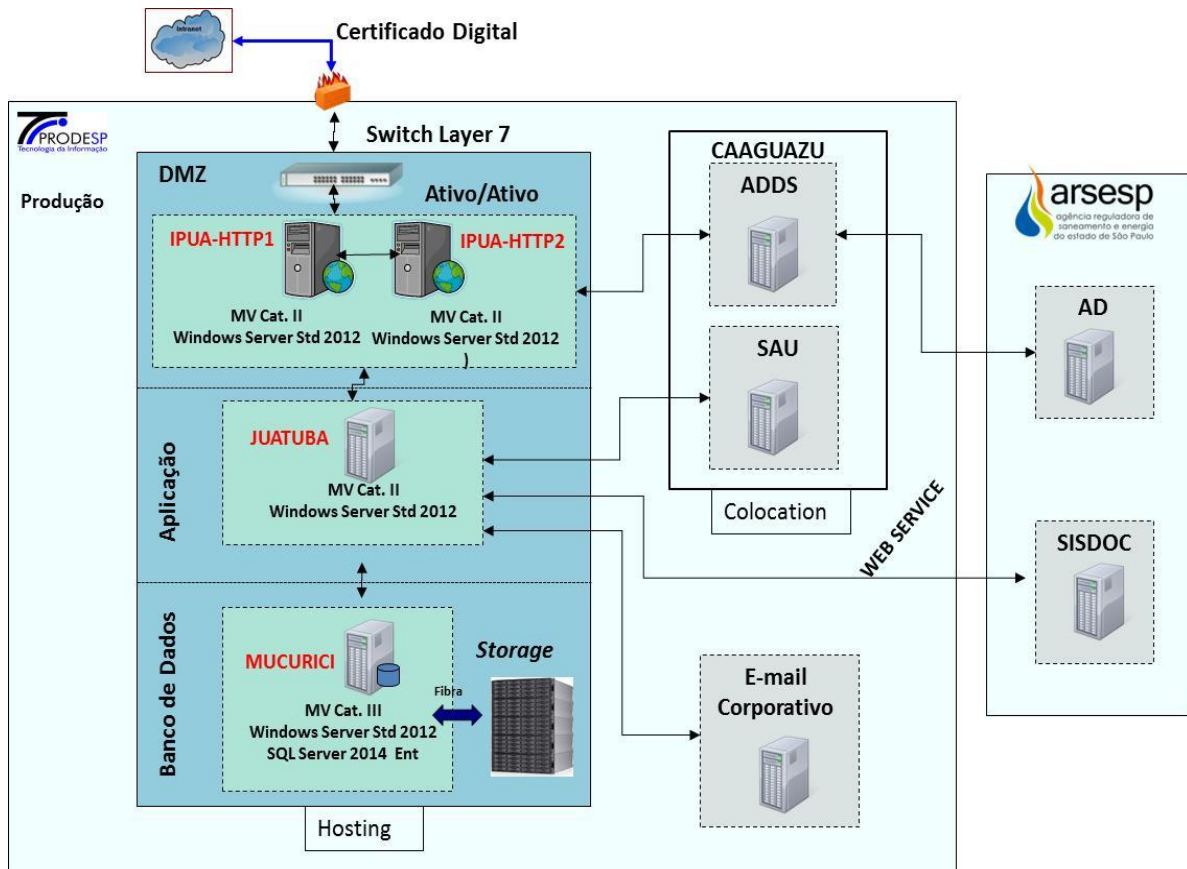 Intranet
Certificado Digital
PRODESP
Tecnologia da Informação
Produção
Switch Layer 7
DMZ
Ativo/Ativo
IPUA-HTTP1
IPUA-HTTP2
MV Cat. II
Windows Server Std 2012
MV Cat. II
Windows Server Std 2012
)
Aplicação
JUATUBA
MV Cat. II
Windows Server Std 2012
Banco de Dados
MUCURICI
MV Cat. III
Windows Server Std 2012
SQL Server 2014 Ent
Fibra
Storage
Hosting
CAAGUAZU
ADDS
SAU
Colocation
WEB SERVICE
E-mail
Corporativo
arsesp
agência reguladora de
saneamento e energia
do estado de São Paulo
AD
SISDOC